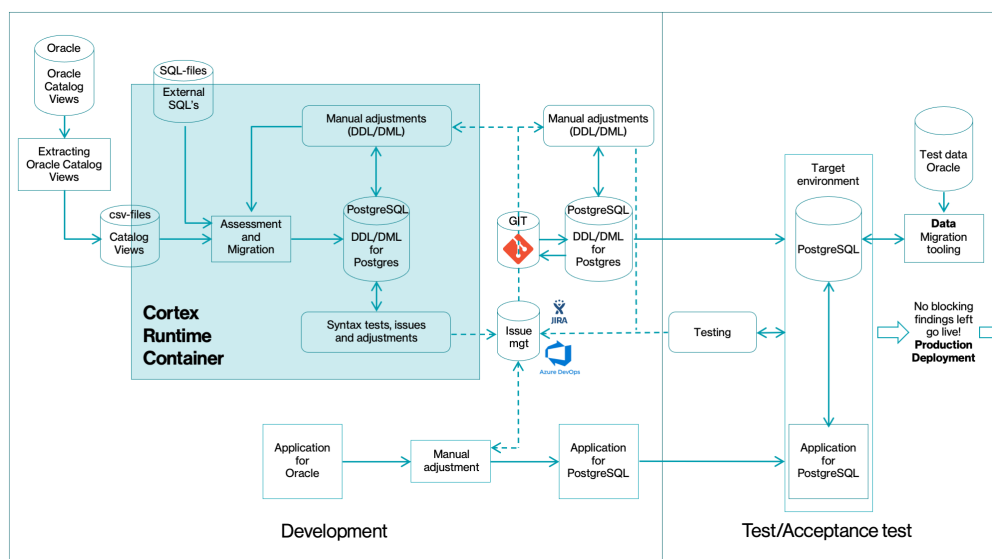 Oracle
Oracle
Catalog
Views
Extracting
Oracle Catalog
Views
csv-files
Catalog
Views
SQL-files
External
SQL's
Manual adjustments
(DDL/DML)
Assessment
and
Migration
PostgreSQL
DDL/DML
for
Postgres
Cortex
Runtime
Container
Syntax tests, issues
and adjustments
Manual adjustments
(DDL/DML)
GIT
PostgreSQL
DDL/DML
for
Postgres
Issue
mgt
JIRA
Azure DevOps
Testing
Application
for
Oracle
Manual
adjustment
Application
for
PostgreSQL
Development
Target
environment
PostgreSQL
Application
for
PostgreSQL
Test data
Oracle
Data
Migration
tooling
No blocking
findings left
go live!
Production
Deployment
Test/Acceptance test